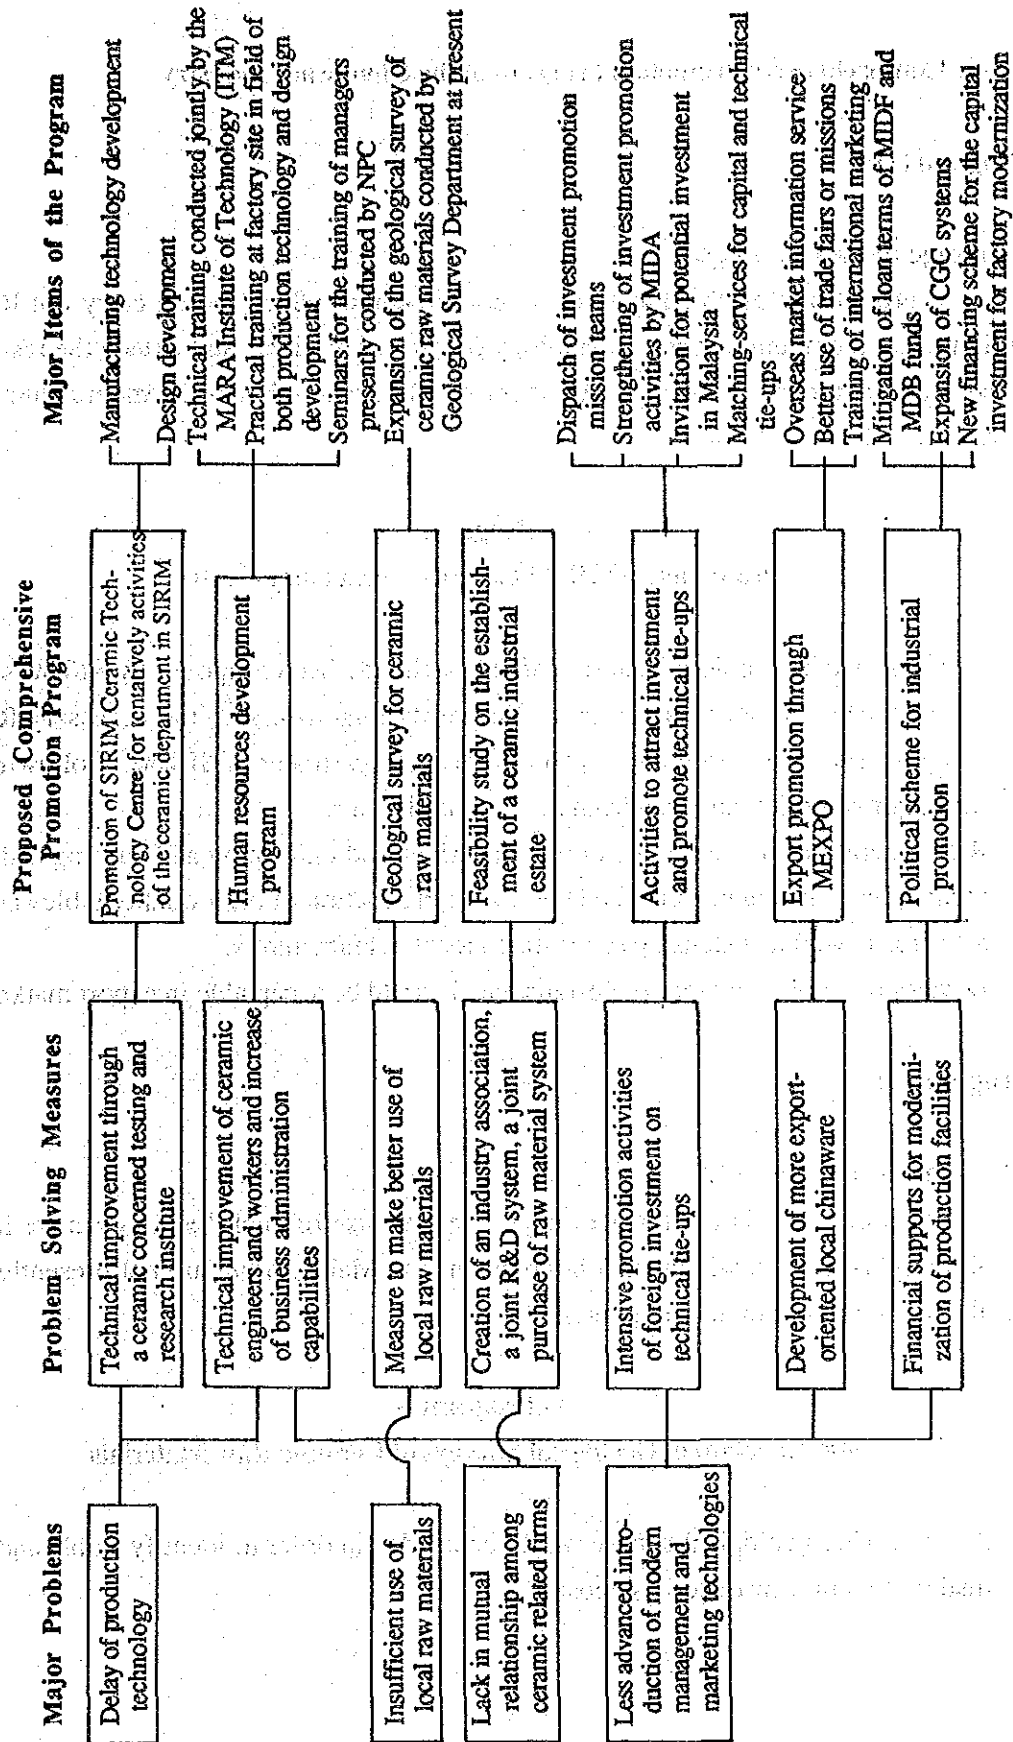 Major Problems
Delay of production
technology
Insufficient use of
local raw materials
Lack in mutual
relationship among
ceramic related firms
Less advanced intro-
duction of modern
management and
marketing technologies
Problem Solving Measures
Technical improvement through
a ceramic concerned testing and
research institute
Technical improvement of ceramic
engineers and workers and increase
of business administration
capabilities
Measure to make better use of
local raw materials
Creation of an industry association,
a joint R&D system, a joint
purchase of raw material system
Intensive promotion activities
of foreign investment on
technical tie-ups
Development of more export-
oriented local chinaware
Financial supports for moderni-
zation of production facilities
Proposed Comprehensive
Promotion Program
Promotion of SIRIM Ceramic Tech-
nology Centre for tentatively activities
of the ceramic department in SIRIM
Human resources development
program
Geological survey for ceramic
raw materials
Feasibility study on the establish-
ment of a ceramic industrial
estate
Activities to attract investment
and promote technical tie-ups
Export promotion through
MEXPO
Political scheme for industrial
promotion
Major Items of the Program
Manufacturing technology development
Design development
Technical training conducted jointly by the
MARA Institute of Technology (ITM)
Practical training at factory site in field of
both production technology and design
development
Seminars for the training of managers
presently conducted by NPC
Expansion of the geological survey of
ceramic raw materials conducted by
Geological Survey Department at present
Dispatch of investment promotion
mission teams
Strengthening of investment promotion
activities by MIDA
Invitation for potential investment
in Malaysia
Matching-services for capital and technical
tie-ups
Overseas market information service
Better use of trade fairs or missions
Training of international marketing
Mitigation of loan terms of MIDF and
MDB funds
Expansion of CGC systems
New financing scheme for the capital
investment for factory modernization